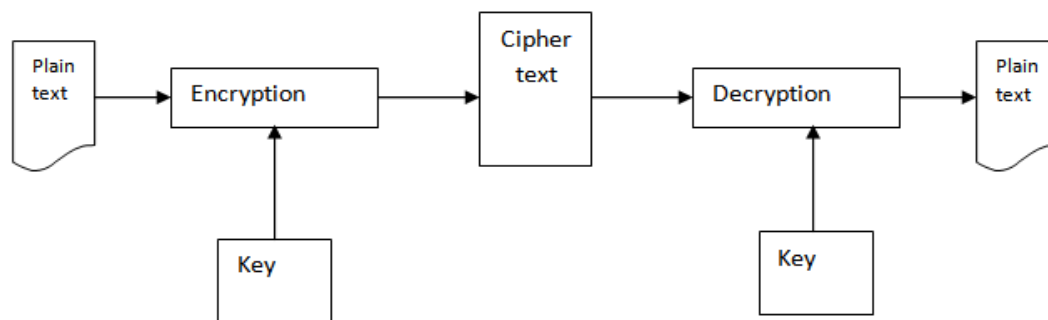 Plain
text
Encryption
Cipher
text
Decryption
Plain
text
Key
Key